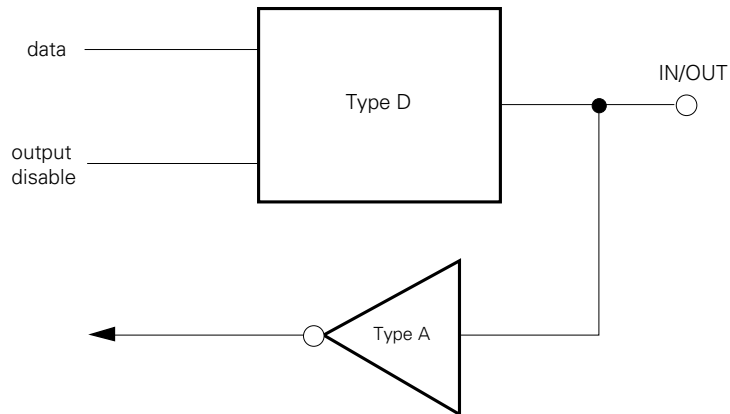 data
Type D
IN/OUT
output
disable
Type A